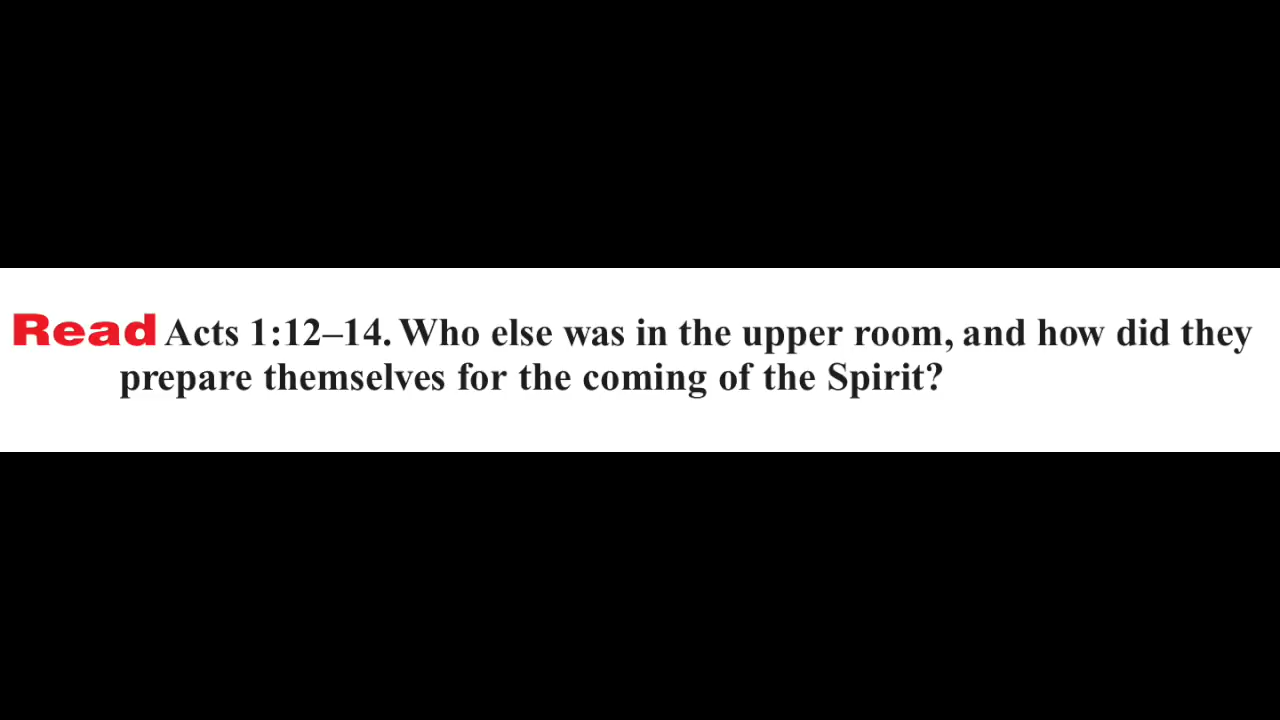 Read Acts 1:12–14. Who else was in the upper room, and how did they
prepare themselves for the coming of the Spirit?